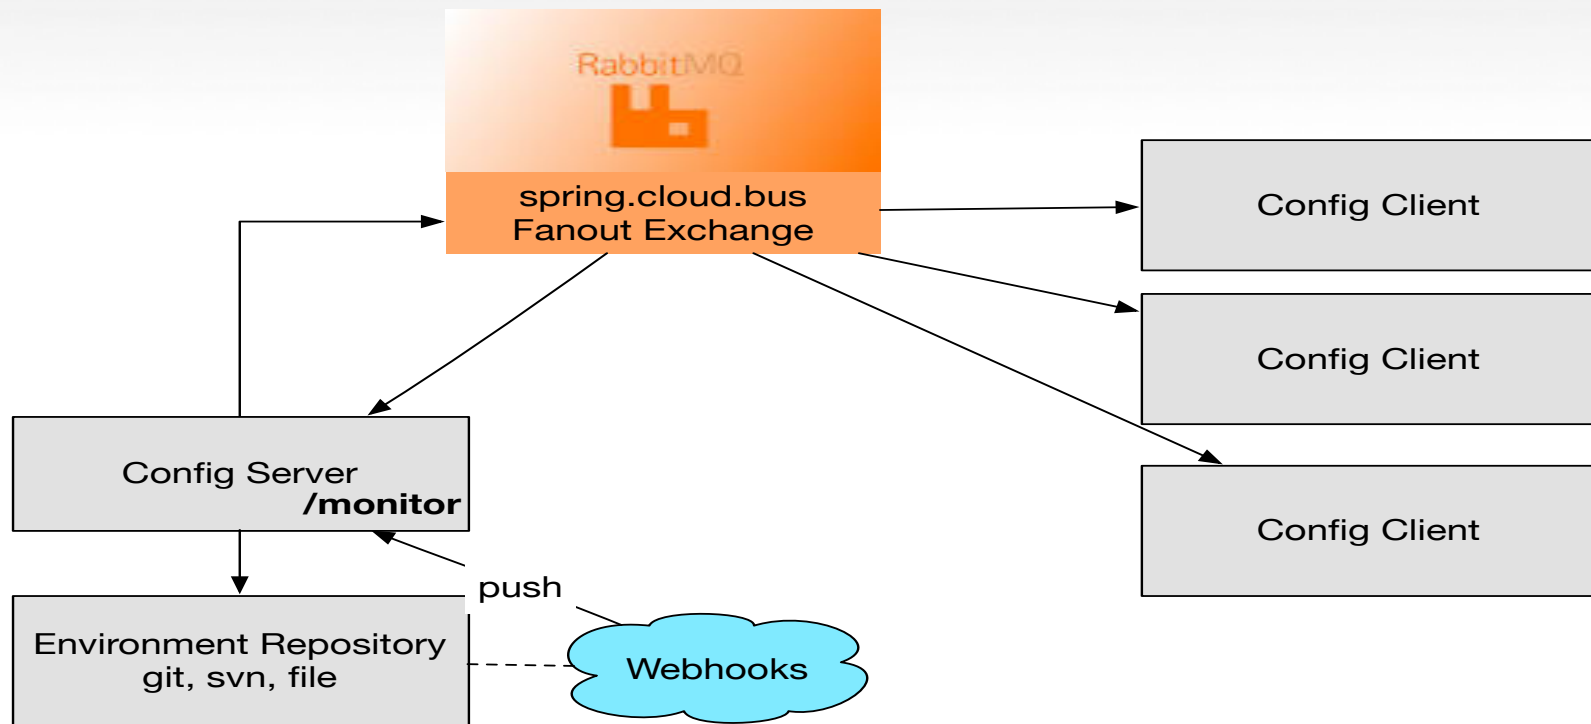 RabbitMQ
spring.cloud.bus
Fanout Exchange
Config Client
Config Client
Config Server
/monitor
Config Client
push
Environment Repository
git, svn, file
Webhooks